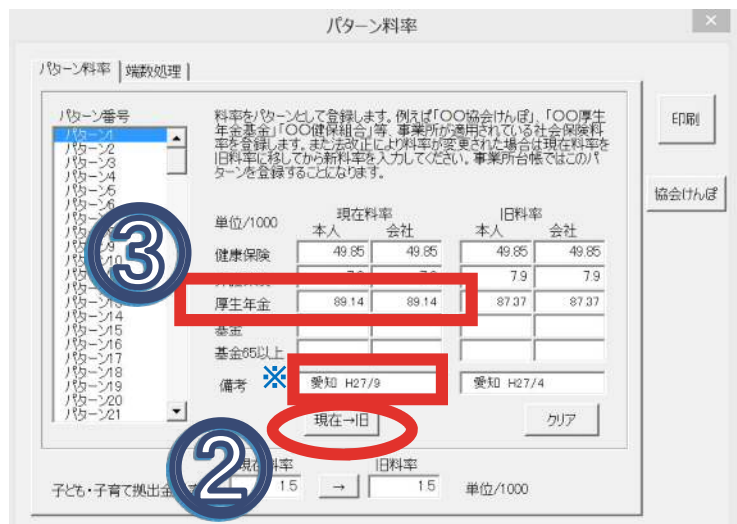 パターン料率
×
パターン料率
端数処理
印刷
協会けんぽ
パターン番号
パターン1
パターン2
パターン3
パターン4
パターン5
パターン14
パターン15
パターン16
パターン17
パターン18
パターン19
パターン20
パターン21
料率をパターンとして登録します。例えば「〇〇協会けんぽ」、「〇〇厚生
年金基金」「〇〇健保組合」等、事業所が適用されている社会保険料
率を登録します。また法改正により料率が変更された場合は現在料率を
旧料率に移してから新料率を入力してください。事業所台帳ではこのパ
ターンを登録することになります。
単位/1000
現在料率
旧料率
本人 会社 本人 会社
健康保険 49.85 49.85 49.85 49.85
7.9 7.9
厚生年金 89.14 89.14 87.37 87.37
基金
基金65以上
備考 ※ 愛知 H27/9 愛知 H27/4
現在→旧
クリア
③
②
旧料率
子ども・子育て拠出金 1.5 → 1.5 単位/1000